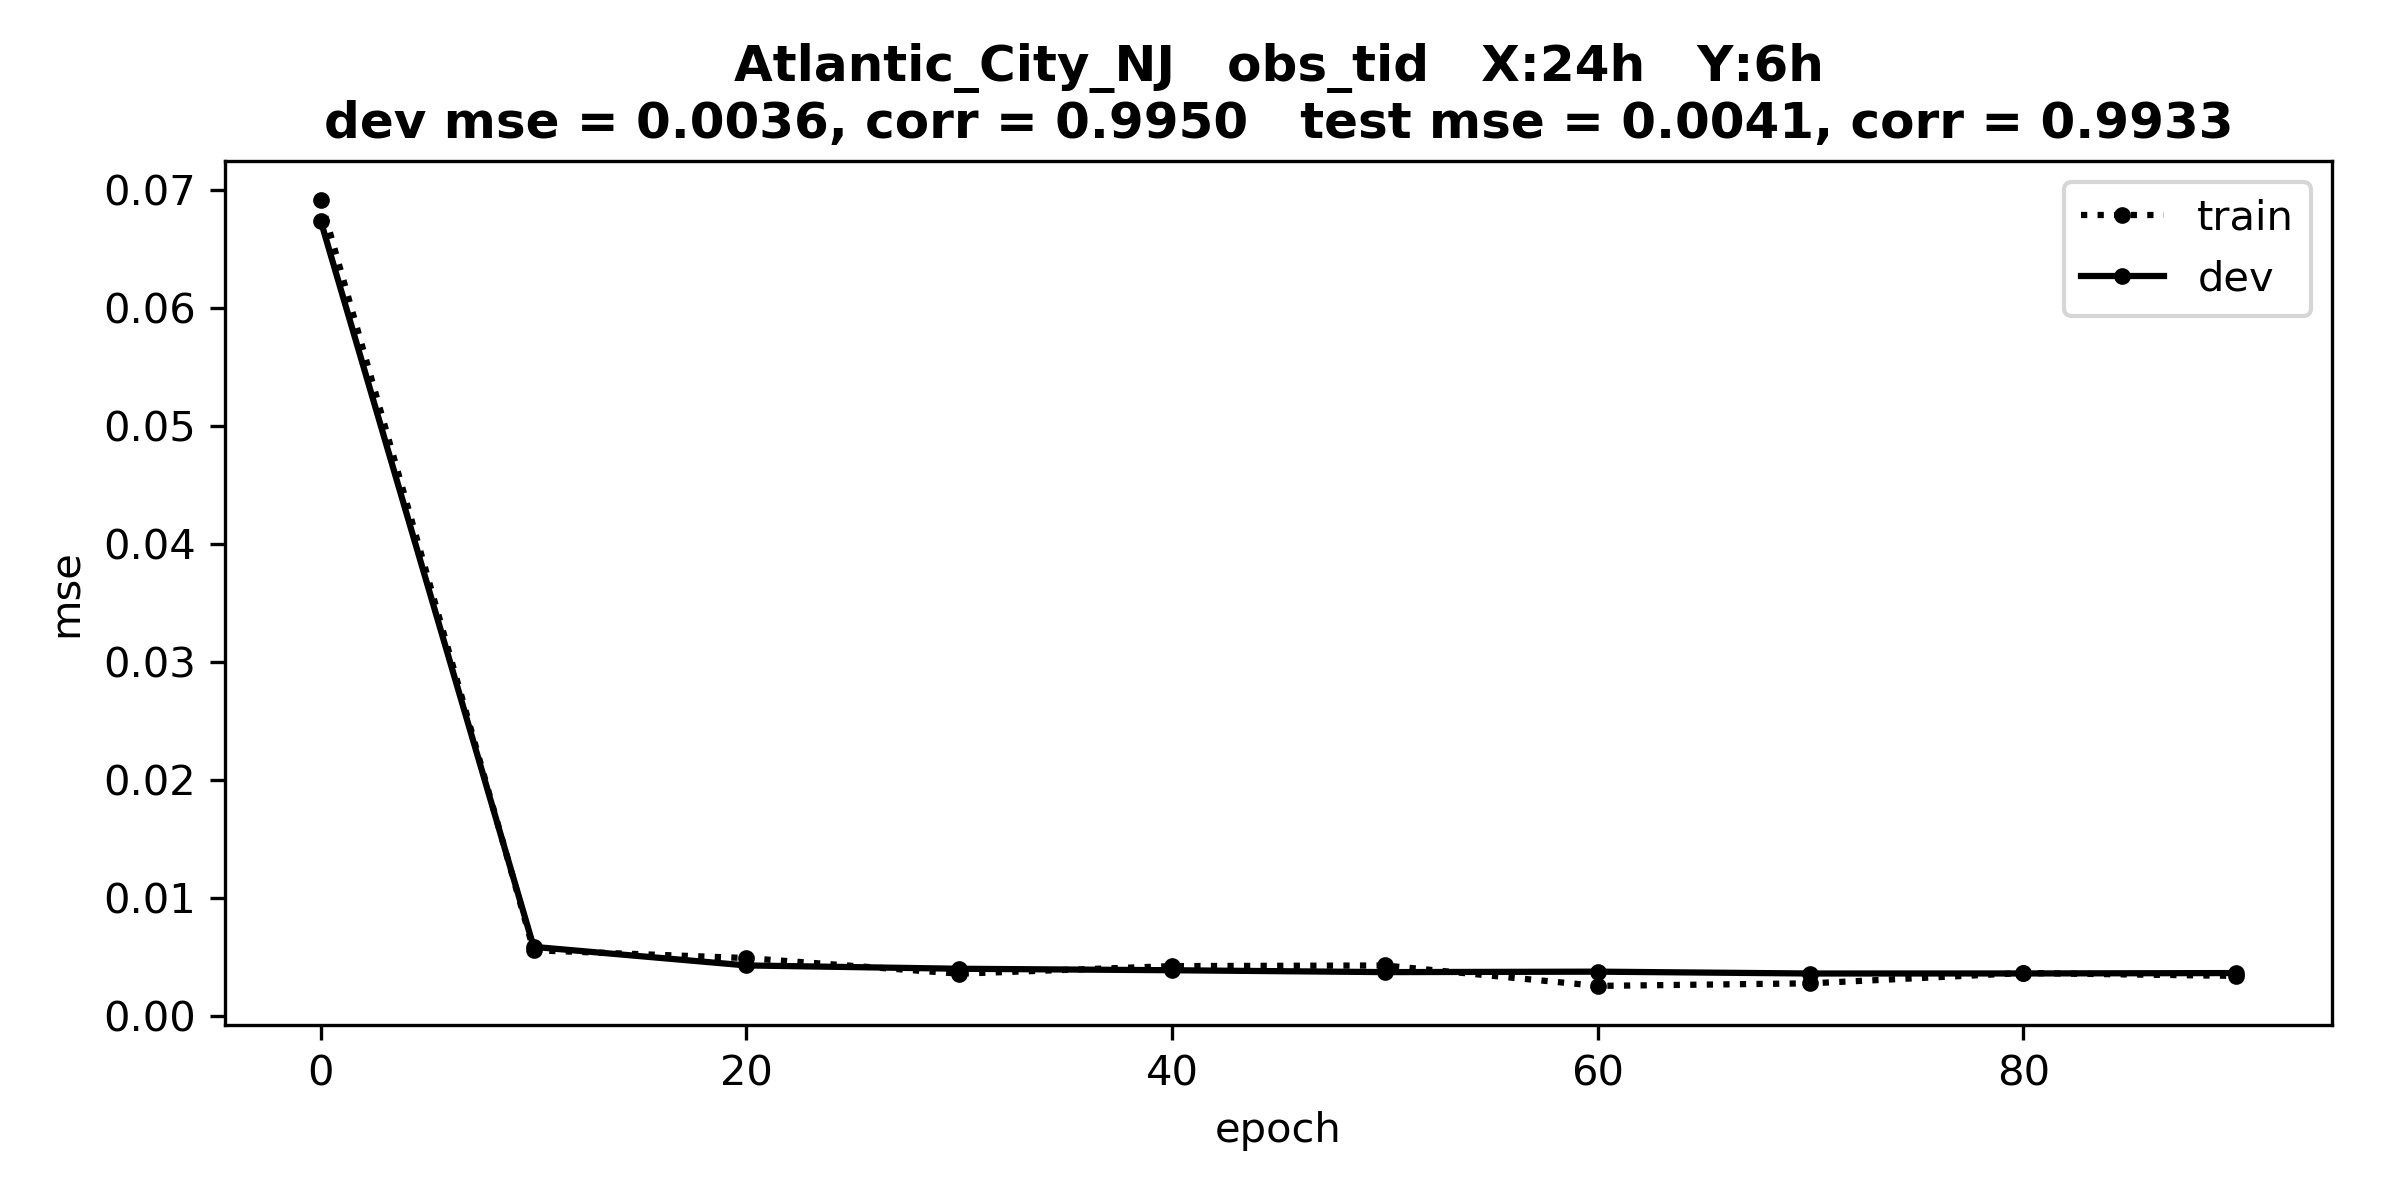 Atlantic_City_NJ   obs_tid   X:24h   Y:6h
dev mse = 0.0036, corr = 0.9950   test mse = 0.0041, corr = 0.9933
train
dev
mse
0.07
0.06
0.05
0.04
0.03
0.02
0.01
0.00
0 20 40 60 80
epoch